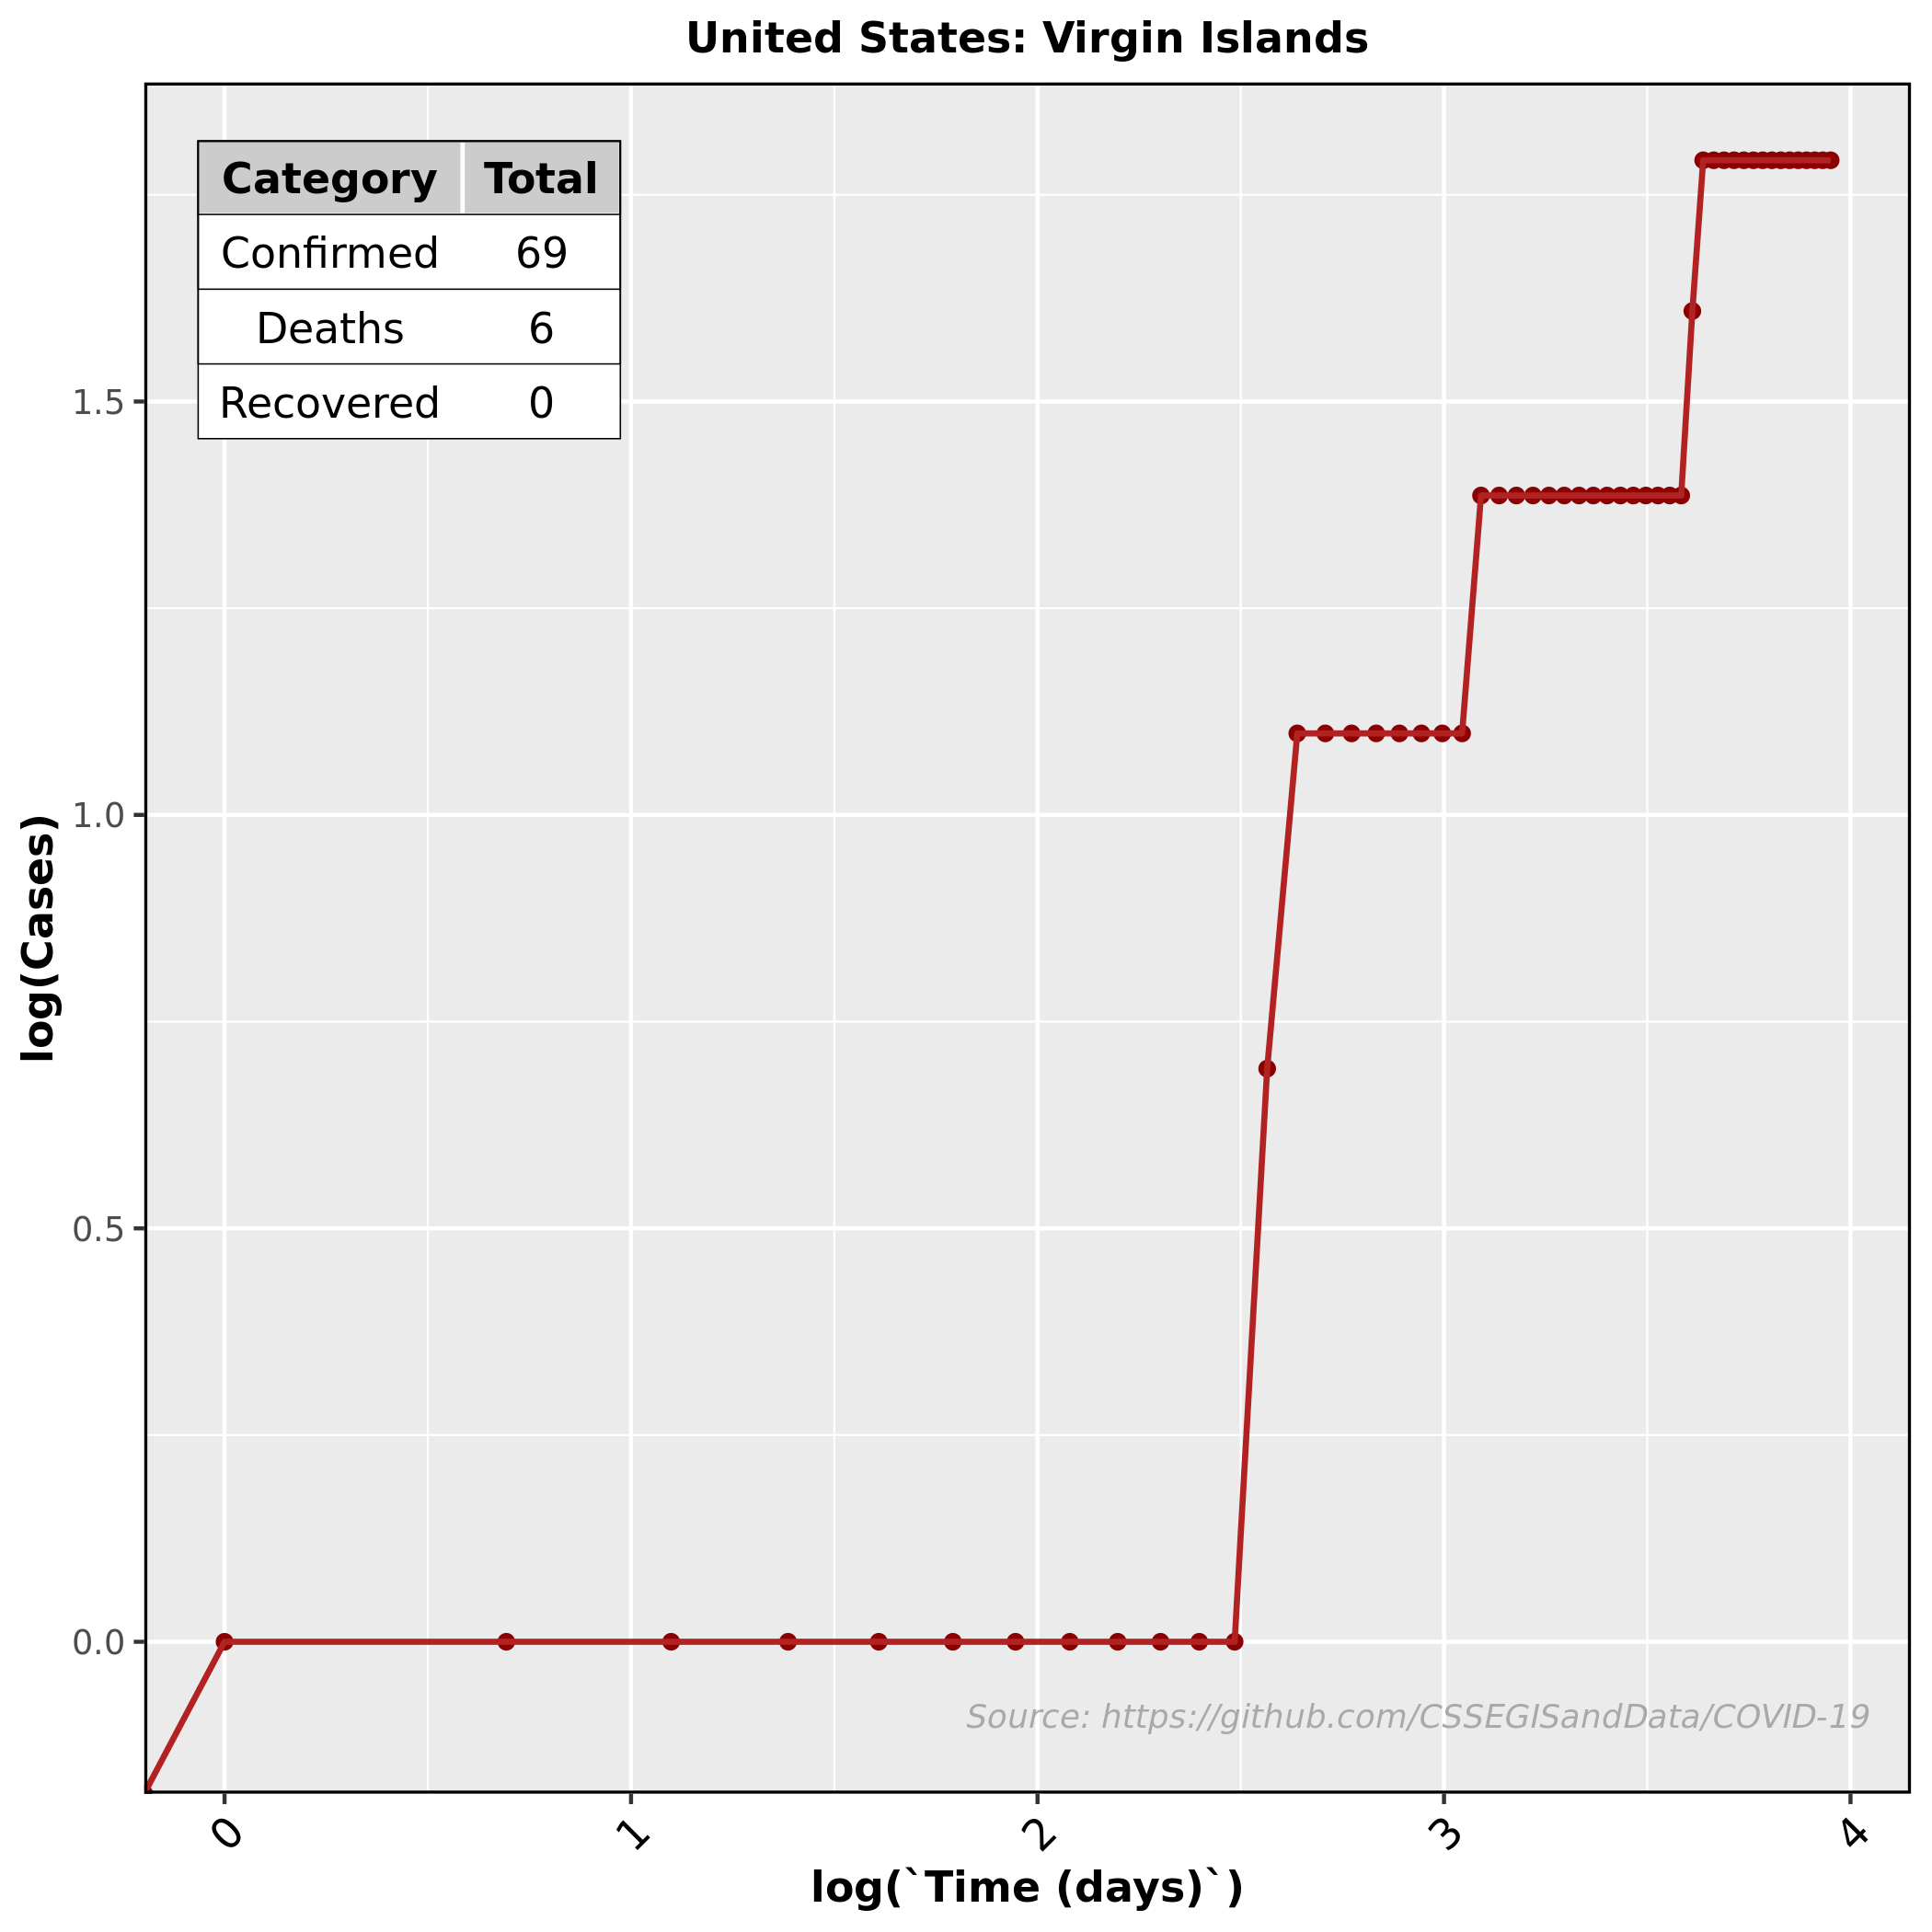 United States: Virgin Islands
Category Total
Confirmed 69
Deaths 6
Recovered 0
1.5
1.0
0.5
0.0
log(Cases)
Source: https://github.com/CSSEGISandData/COVID-19
0 1 2 3 4
log(`Time (days)`)